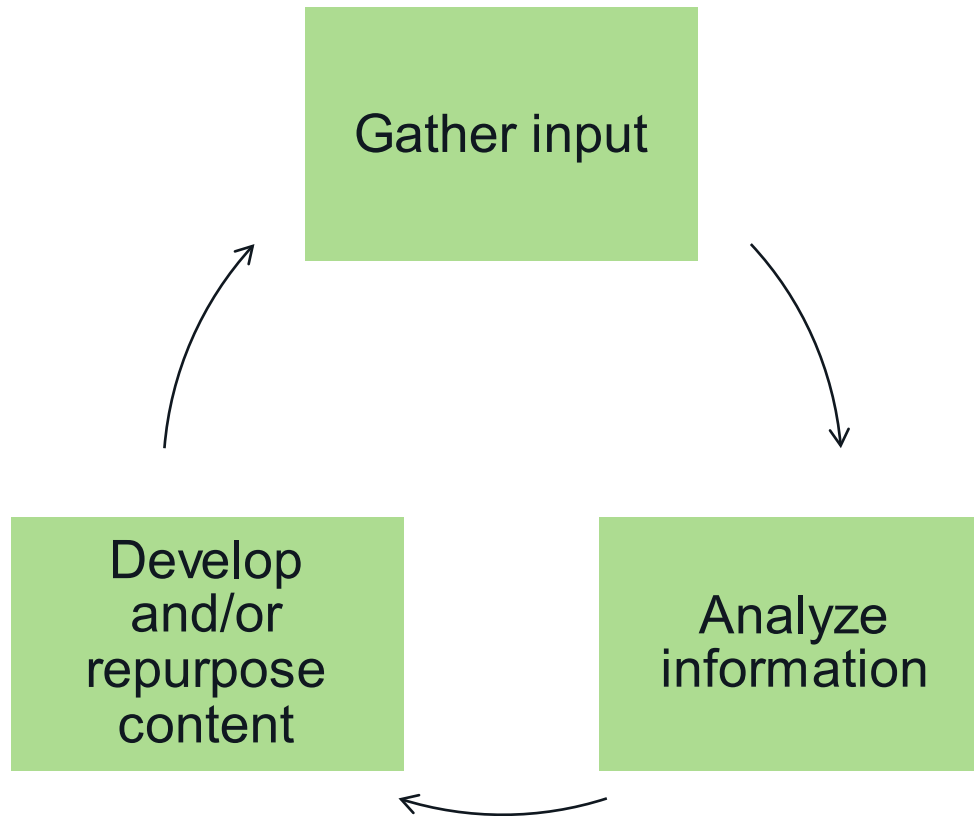 Gather input
Develop
and/or
repurpose
content
Analyze
information